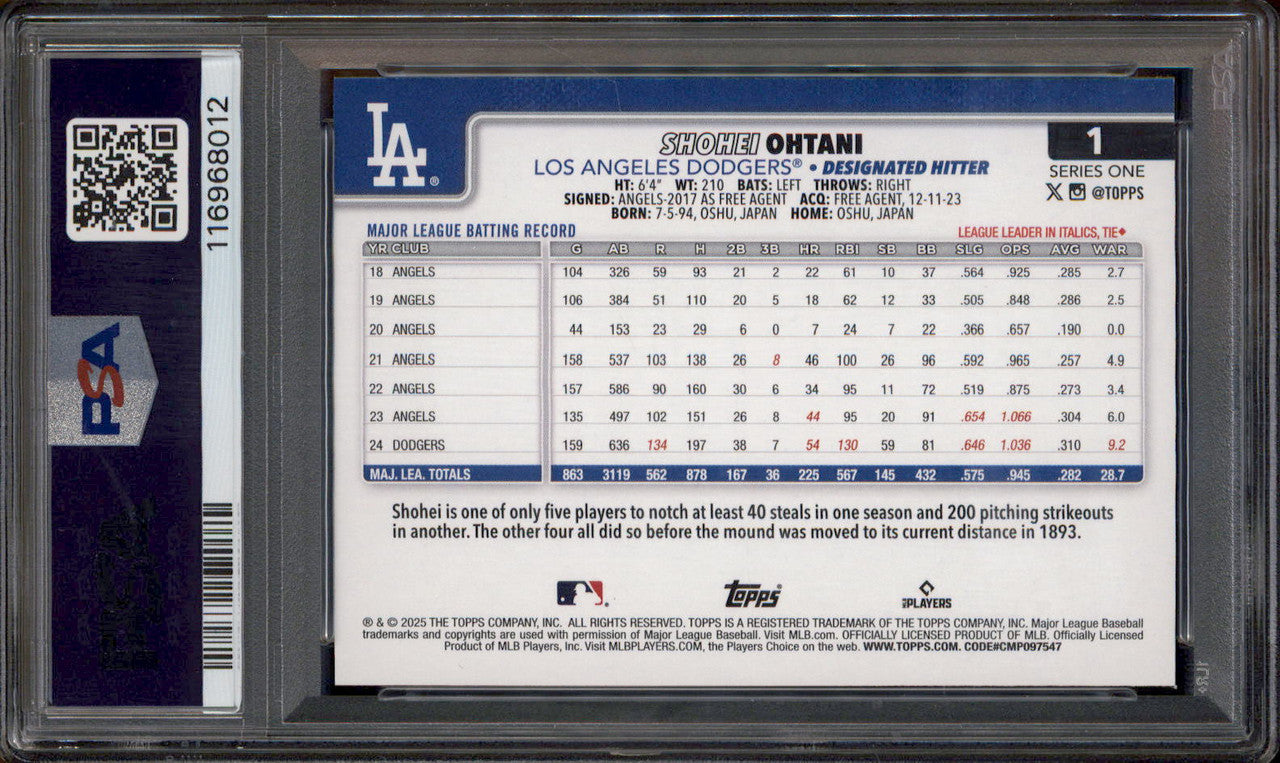 116968012
PSA
LA
SHOHEI OHTANI
LOS ANGELES DODGERS® • DESIGNATED HITTER
HT: 6'4" WT: 210 BATS: LEFT THROWS: RIGHT
SIGNED: ANGELS-2017 AS FREE AGENT ACQ: FREE AGENT, 12-11-23
BORN: 7-5-94, OSHU, JAPAN HOME: OSHU, JAPAN
1
SERIES ONE
X @TOPPS
MAJOR LEAGUE BATTING RECORD LEAGUE LEADER IN ITALICS, TIE♦
YR CLUB G AB R H 2B 3B HR RBI SB BB SLG OPS AVG WAR
18 ANGELS 104 326 59 93 21 2 22 61 10 37 .564 .925 .285 2.7
19 ANGELS 106 384 51 110 20 5 18 62 12 33 .505 .848 .286 2.5
20 ANGELS 44 153 23 29 6 0 7 24 7 22 .366 .657 .190 0.0
21 ANGELS 158 537 103 138 26 8 46 100 26 96 .592 .965 .257 4.9
22 ANGELS 157 586 90 160 30 6 34 95 11 72 .519 .875 .273 3.4
23 ANGELS 135 497 102 151 26 8 44 95 20 91 .654 1.066 .304 6.0
24 DODGERS 159 636 134 197 38 7 54 130 59 81 .646 1.036 .310 9.2
MAJ. LEA. TOTALS 863 3119 562 878 167 36 225 567 145 432 .575 .945 .282 28.7
Shohei is one of only five players to notch at least 40 steals in one season and 200 pitching strikeouts
in another. The other four all did so before the mound was moved to its current distance in 1893.
Topps
PLAYERS
® & © 2025 THE TOPPS COMPANY, INC. ALL RIGHTS RESERVED. TOPPS IS A REGISTERED TRADEMARK OF THE TOPPS COMPANY, INC. Major League Baseball
trademarks and copyrights are used with permission of Major League Baseball. Visit MLB.com. OFFICIALLY LICENSED PRODUCT OF MLB. Officially Licensed
Product of MLB Players, Inc. Visit MLBPLAYERS.COM, the Players Choice on the web. WWW.TOPPS.COM. CODE#CMP097547
PSA